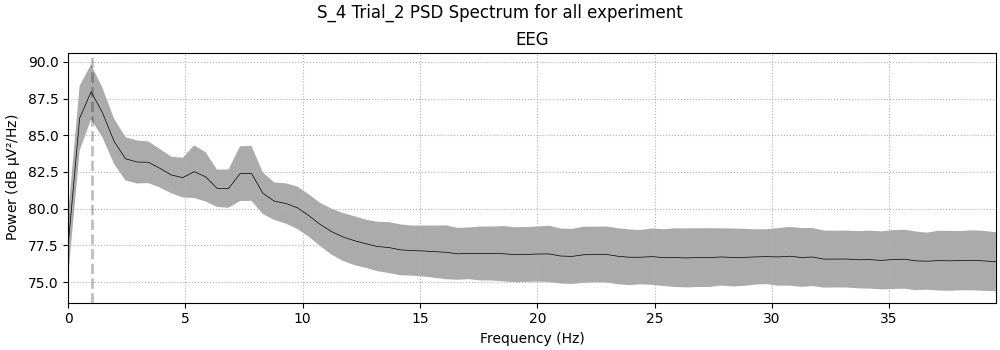 S_4 Trial_2 PSD Spectrum for all experiment
EEG
90.0
87.5
85.0
82.5
80.0
77.5
75.0
Power (dB µV²/Hz)
0 5 10 15 20 25 30 35
Frequency (Hz)